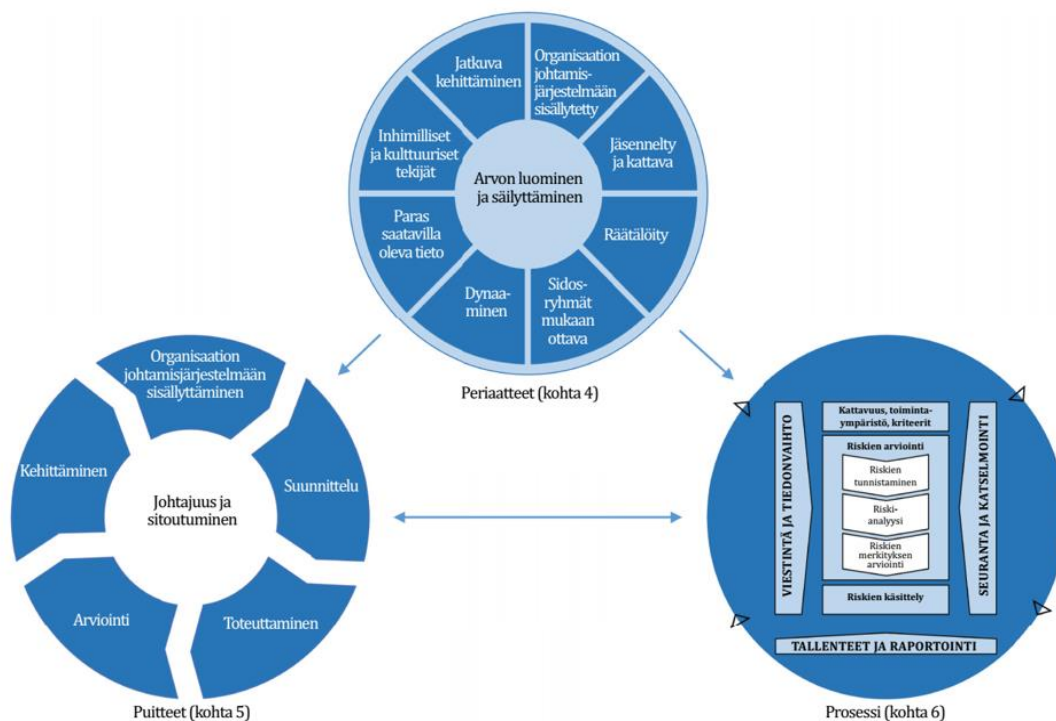 Jatkuva
kehittäminen
Organisaation
johtamis-
järjestelmään
sisällytetty
Inhimilliset
ja kulttuuriset
tekijät
Jäsennelty
ja kattava
Arvon luominen
ja säilyttäminen
Paras
saatavilla
oleva tieto
Räätälöity
Dynaa-
minen
Sidos-
ryhmät
mukaan
ottava
Periaatteet (kohta 4)
Organisaation
johtamisjärjestelmään
sisällyttäminen
Kehittäminen
Suunnittelu
Johtajuus ja
sitoutuminen
Arviointi
Toteuttaminen
Puitteet (kohta 5)
VIESTINTÄ JA TIEDONVAIHTO
Kattavuus, toiminta-
ympäristö, kriteerit
Riskien arviointi
Riskien
tunnistaminen
Riski-
analyysi
Riskien
merkityksen
arviointi
Riskien käsittely
SEURANTA JA KATSELMOINTI
TALLENTEET JA RAPORTOINTI
Prosessi (kohta 6)